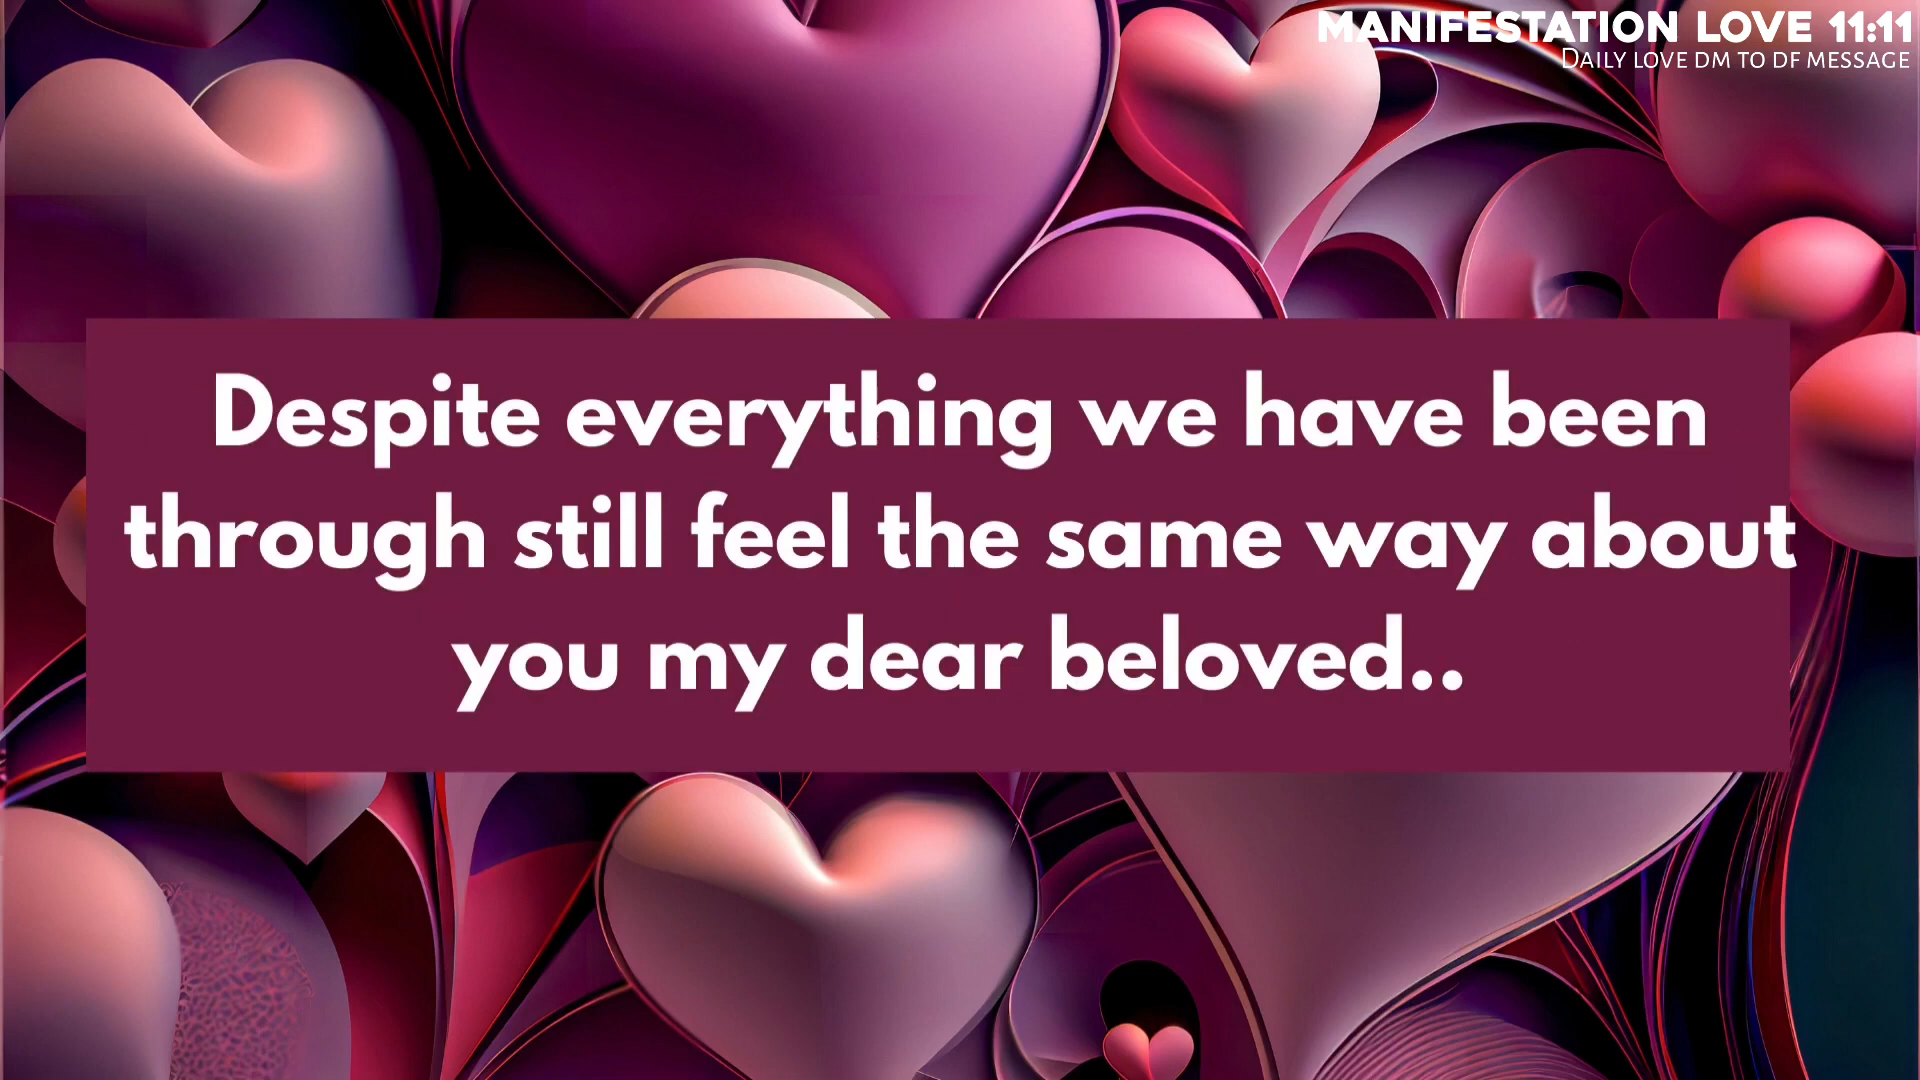 MANIFESTATION LOVE 11:11
DAILY LOVE DM TO DF MESSAGE
Despite everything we have been
through still feel the same way about
you my dear beloved..